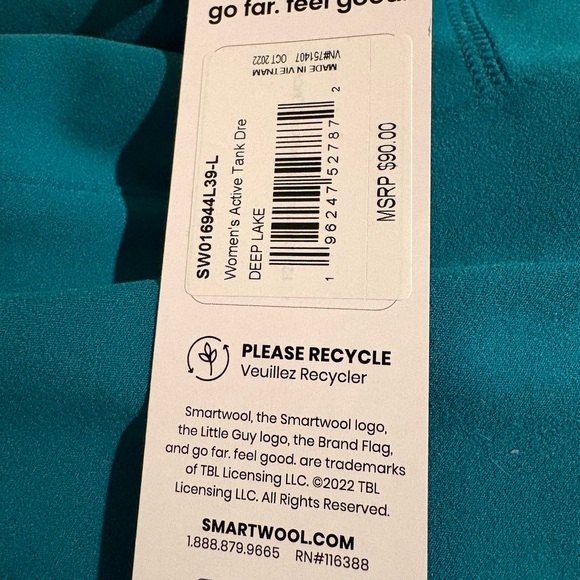 go far. feel good.
MADE IN VIETNAM
VN#751407 OCT 2022
SW016944L39-L
Women's Active Tank Dre
DEEP LAKE
1 96247 52787 2
MSRP $90.00
PLEASE RECYCLE
Veuillez Recycler
Smartwool, the Smartwool logo,
the Little Guy logo, the Brand Flag,
and go far. feel good. are trademarks
of TBL Licensing LLC. ©2022 TBL
Licensing LLC. All Rights Reserved.
SMARTWOOL.COM
1.888.879.9665 RN#116388